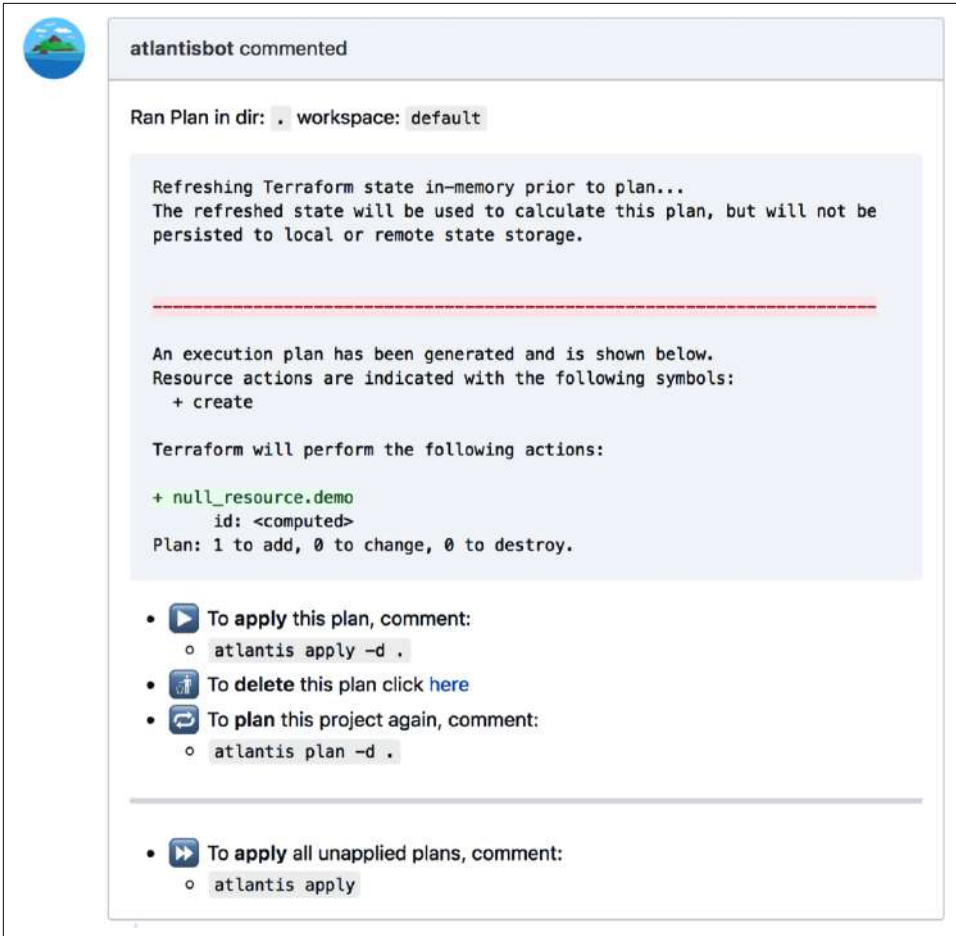 atlantisbot commented
Ran Plan in dir: . workspace: default
Refreshing Terraform state in-memory prior to plan...
The refreshed state will be used to calculate this plan, but will not be
persisted to local or remote state storage.
------------------------------------------------------------------------
An execution plan has been generated and is shown below.
Resource actions are indicated with the following symbols:
+ create
Terraform will perform the following actions:
+ null_resource.demo
id: <computed>
Plan: 1 to add, 0 to change, 0 to destroy.
To apply this plan, comment:
atlantis apply -d .
To delete this plan click here
To plan this project again, comment:
atlantis plan -d .
To apply all unapplied plans, comment:
atlantis apply